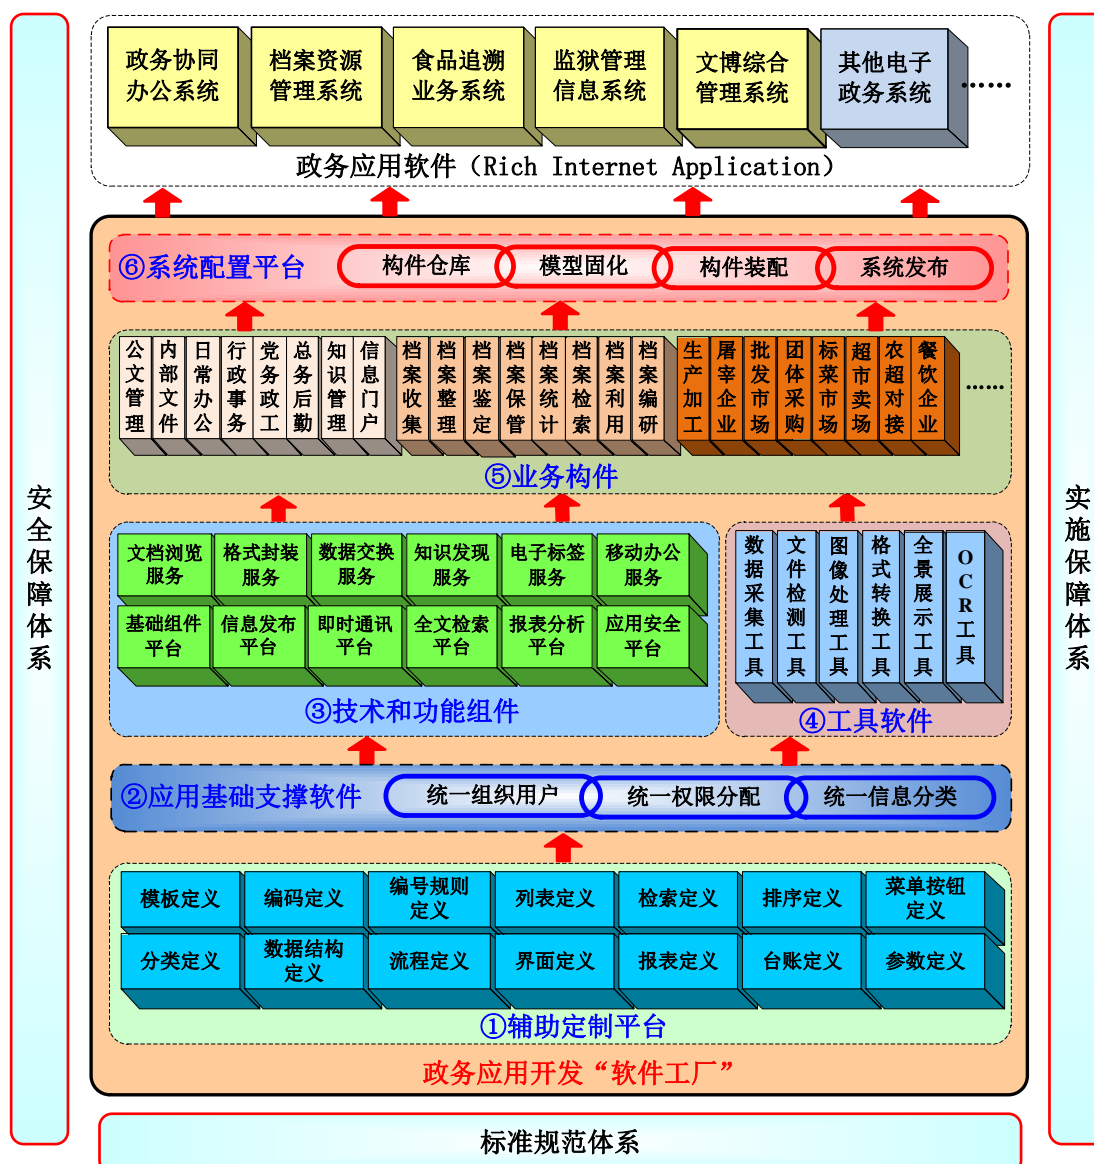 政务协同
办公系统
档案资源
管理系统
食品追溯
业务系统
监狱管理
信息系统
文博综合
管理系统
其他电子
政务系统
……
政务应用软件（Rich Internet Application）
⑥系统配置平台
构件仓库
模型固化
构件装配
系统发布
公文管理
内部文件
日常办公
行政事务
党务政工
总务后勤
知识管理
信息门户
档案收集
档案整理
档案鉴定
档案保管
档案统计
档案检索
档案利用
档案编研
生产加工
屠宰企业
批发市场
团体采购
标菜市场
超市卖场
农超对接
餐饮企业
……
⑤业务构件
文档浏览
服务
格式封装
服务
数据交换
服务
知识发现
服务
电子标签
服务
移动办公
服务
基础组件
平台
信息发布
平台
即时通讯
平台
全文检索
平台
报表分析
平台
应用安全
平台
③技术和功能组件
数据采集工具
文件检测工具
图像处理工具
格式转换工具
全景展示工具
OCR工具
④工具软件
②应用基础支撑软件
统一组织用户
统一权限分配
统一信息分类
模板定义
编码定义
编号规则
定义
列表定义
检索定义
排序定义
菜单按钮
定义
分类定义
数据结构
定义
流程定义
界面定义
报表定义
台账定义
参数定义
①辅助定制平台
政务应用开发“软件工厂”
安全保障体系
实施保障体系
标准规范体系